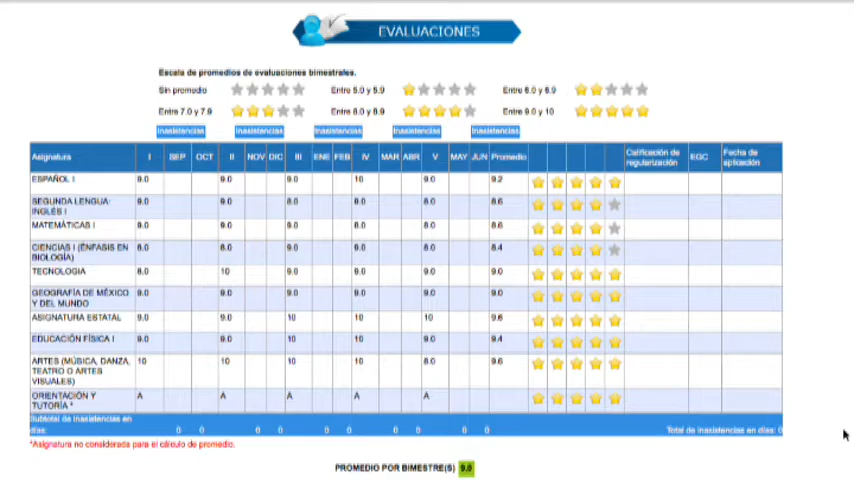 EVALUACIONES
Escala de promedios de evaluaciones bimestrales.
Sin promedio Entre 5.0 y 5.9 Entre 6.0 y 6.9
Entre 7.0 y 7.9 Entre 8.0 y 8.9 Entre 9.0 y 10
Inasistencias Inasistencias Inasistencias Inasistencias Inasistencias
Asignatura I SEP OCT II NOV DIC III ENE FEB IV MAR ABR V MAY JUN Promedio Calificación de regularización EGC Fecha de aplicación
ESPAÑOL I 9.0 9.0 9.0 10 9.0 9.2
SEGUNDA LENGUA: INGLÉS I 9.0 9.0 8.0 9.0 8.0 8.6
MATEMÁTICAS I 8.0 9.0 9.0 9.0 8.0 8.6
CIENCIAS I (ÉNFASIS EN BIOLOGÍA) 8.0 8.0 9.0 9.0 8.0 8.4
TECNOLOGIA 8.0 10 9.0 9.0 9.0 9.0
GEOGRAFÍA DE MÉXICO Y DEL MUNDO 9.0 9.0 9.0 9.0 9.0 9.0
ASIGNATURA ESTATAL 9.0 9.0 10 10 10 9.6
EDUCACIÓN FÍSICA I 9.0 9.0 10 10 9.0 9.4
ARTES (MÚSICA, DANZA, TEATRO O ARTES VISUALES) 10 10 10 10 8.0 9.6
ORIENTACIÓN Y TUTORÍA * A A A A A
Subtotal de inasistencias en días: 0 0 0 0 0 0 0 0 0 0 Total de inasistencias en días: 0
*Asignatura no considerada para el cálculo de promedio.
PROMEDIO POR BIMESTRE(S) 9.0